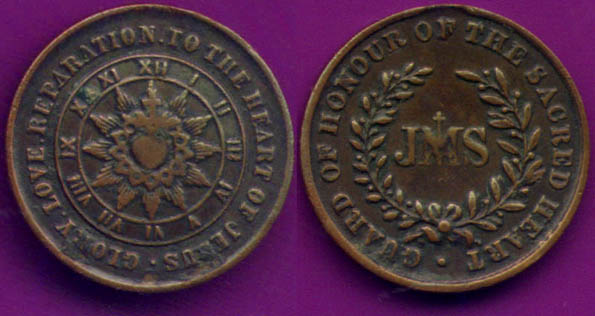 GLORY. LOVE. REPARATION. TO THE HEART OF JESUS ·
XII I II III IV V VI VII VIII IX X XI
GUARD OF HONOUR OF THE SACRED HEART ·
JMS